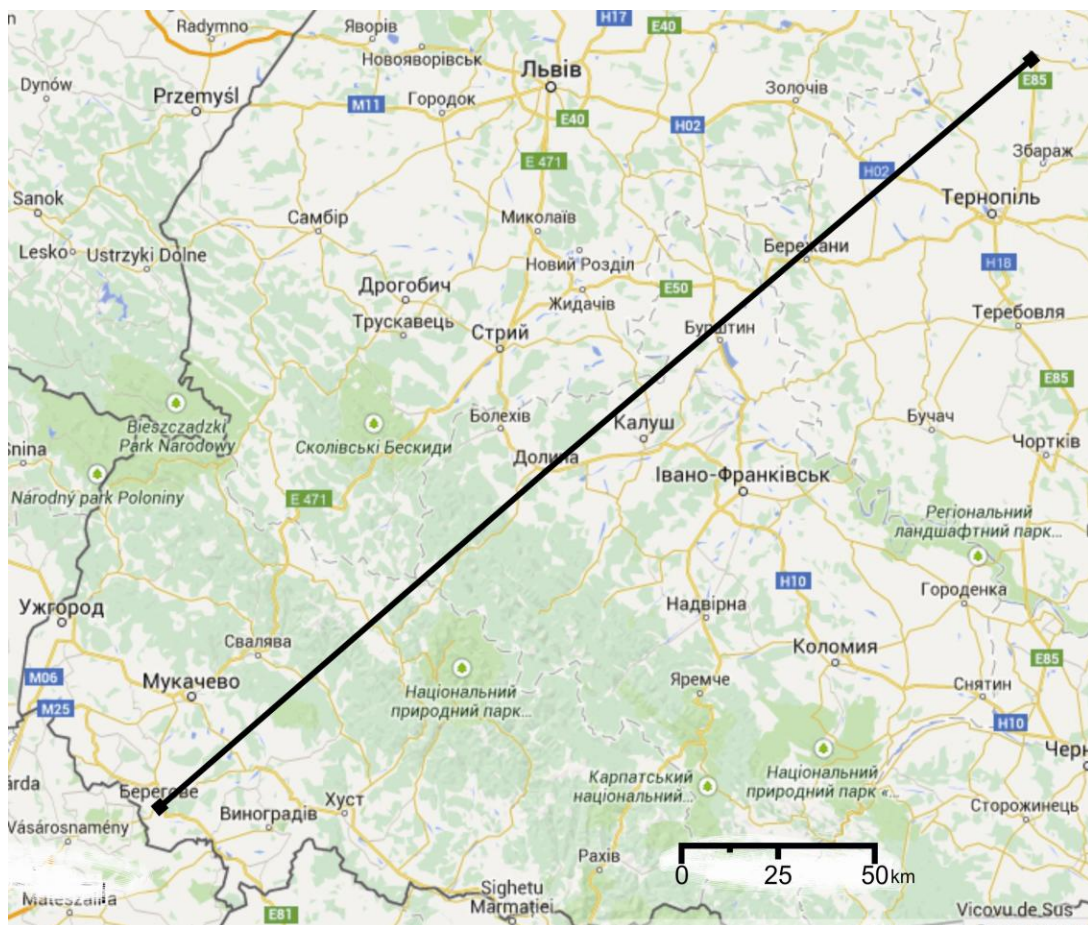 Radymno
Яворів
H17
E40
Новояворівськ
Львів
E85
Dynów
Przemyśl
M11
Городок
E40
H02
Золочів
Збараж
E 471
H02
Sanok
Тернопіль
Самбір
Миколаїв
Lesko
Ustrzyki Dolne
Бережани
Новий Розділ
H18
Дрогобич
E50
Жидачів
Трускавець
Стрий
Бурштин
Теребовля
E85
Bieszczadzki
Park Narodowy
Болехів
Калуш
Бучач
Snina
Сколівські Бескиди
Чортків
Долина
Národný park Poloniny
E 471
Івано-Франківськ
Регіональний
ландшафтний парк...
H10
Городенка
Ужгород
Надвірна
Свалява
Коломия
E85
M06
Мукачево
Яремче
Снятин
M25
Національний
природний парк...
H10
Черн
árda
Берегове
Карпатський
національний...
Національний
природний парк «...
Хуст
Виноградів
Сторожинець
Vásárosnamény
0 25 50 km
Рахів
Mátészalka
Sighetu
Marmației
E81
Vicovu de Sus